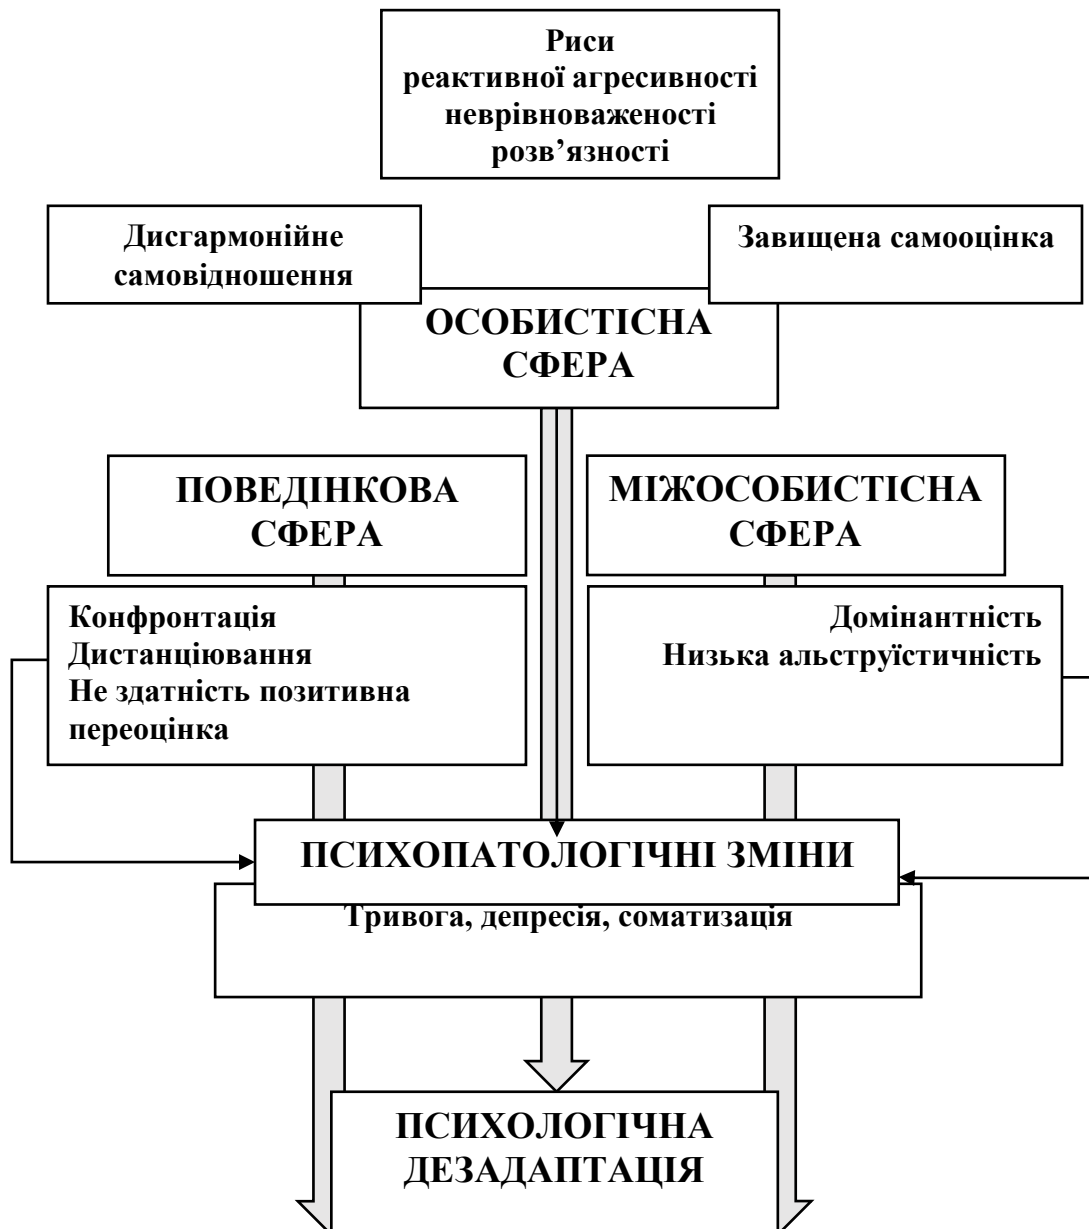 Риси
реактивної агресивності
неврівноваженості
розв’язності
Дисгармонійне
самовідношення
Завищена самооцінка
ОСОБИСТІСНА
СФЕРА
ПОВЕДІНКОВА
СФЕРА
МІЖОСОБИСТІСНА
СФЕРА
Конфронтація
Дистанціювання
Не здатність позитивна
переоцінка
Домінантність
Низька альструїстичність
ПСИХОПАТОЛОГІЧНІ ЗМІНИ
Тривога, депресія, соматизація
ПСИХОЛОГІЧНА
ДЕЗАДАПТАЦІЯ